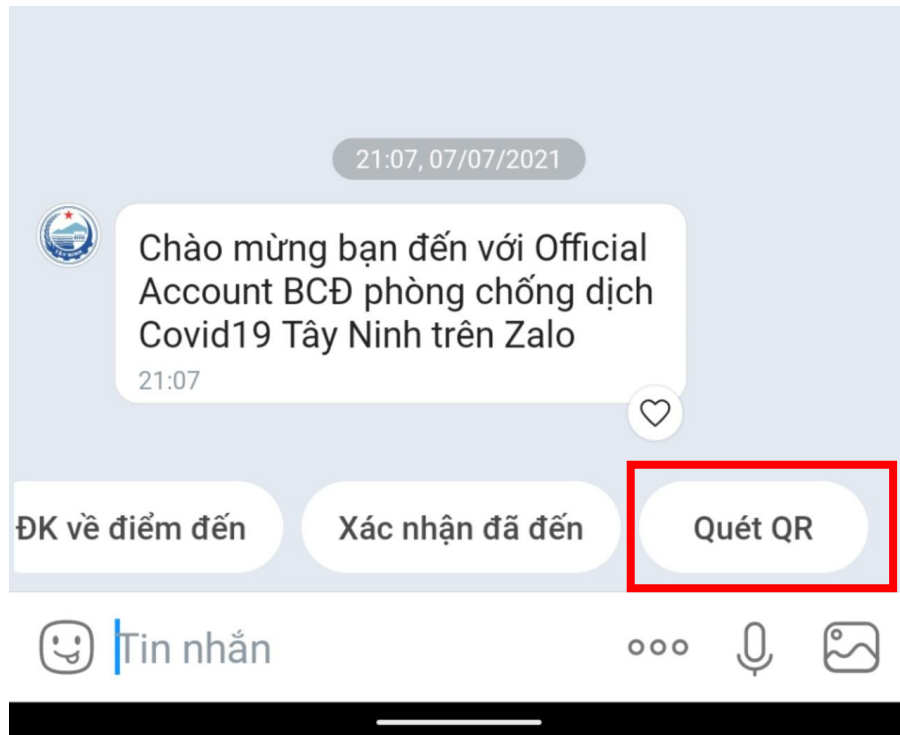 21:07, 07/07/2021
Chào mừng bạn đến với Official
Account BCĐ phòng chống dịch
Covid19 Tây Ninh trên Zalo
21:07
ĐK về điểm đến
Xác nhận đã đến
Quét QR
Tin nhắn